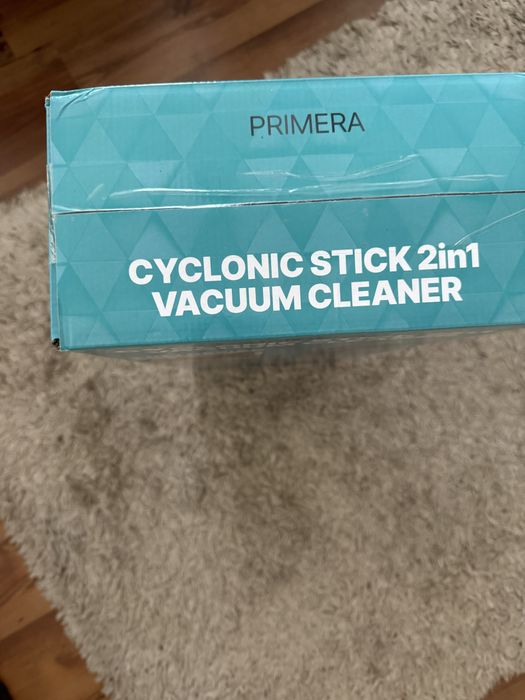 PRIMERA
CYCLONIC STICK 2in1
VACUUM CLEANER